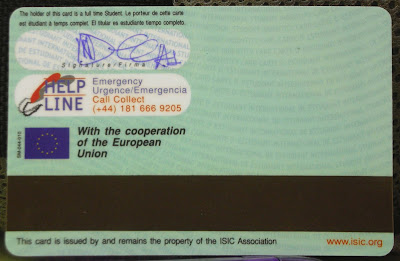 The holder of this card is a full time Student. Le porteur de cette carte
est étudiant à temps complet. El titular es estudiante tiempo completo.
Signature/Firma
HELP
LINE
Emergency
Urgence/Emergencia
Call Collect
(+44) 181 666 9205
With the cooperation
of the European
Union
This card is issued by and remains the property of the ISIC Association
www.isic.org